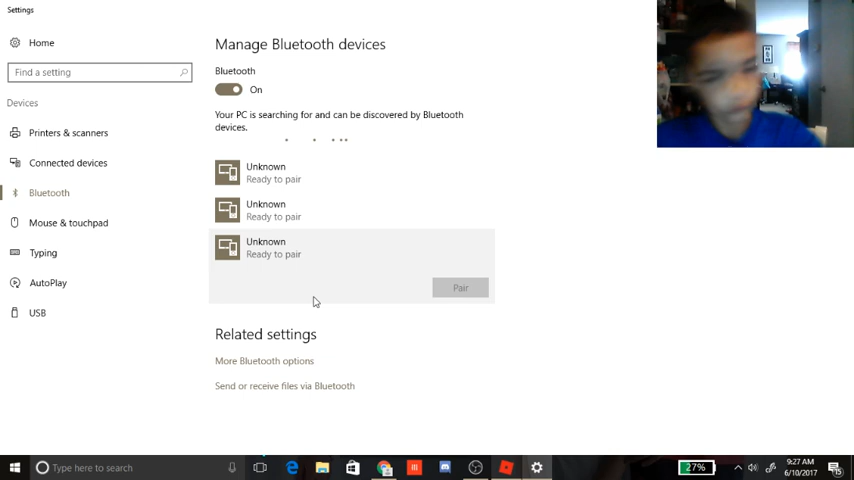 Settings
Home
Find a setting
Devices
Printers & scanners
Connected devices
Bluetooth
Mouse & touchpad
Typing
AutoPlay
USB
Manage Bluetooth devices
Bluetooth
On
Your PC is searching for and can be discovered by Bluetooth
devices.
Unknown
Ready to pair
Unknown
Ready to pair
Unknown
Ready to pair
Pair
Related settings
More Bluetooth options
Send or receive files via Bluetooth
Type here to search
27%
9:27 AM
6/10/2017
15